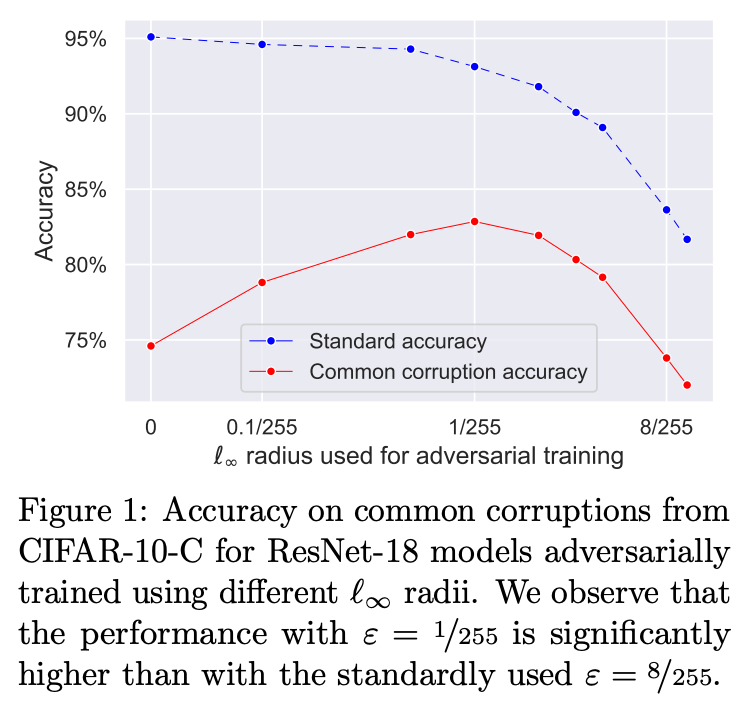 95%
90%
85%
80%
75%
Accuracy
Standard accuracy
Common corruption accuracy
0 0.1/255 1/255 8/255
ℓ∞ radius used for adversarial training
Figure 1: Accuracy on common corruptions from
CIFAR-10-C for ResNet-18 models adversarially
trained using different ℓ∞ radii. We observe that
the performance with ε = 1/255 is significantly
higher than with the standardly used ε = 8/255.